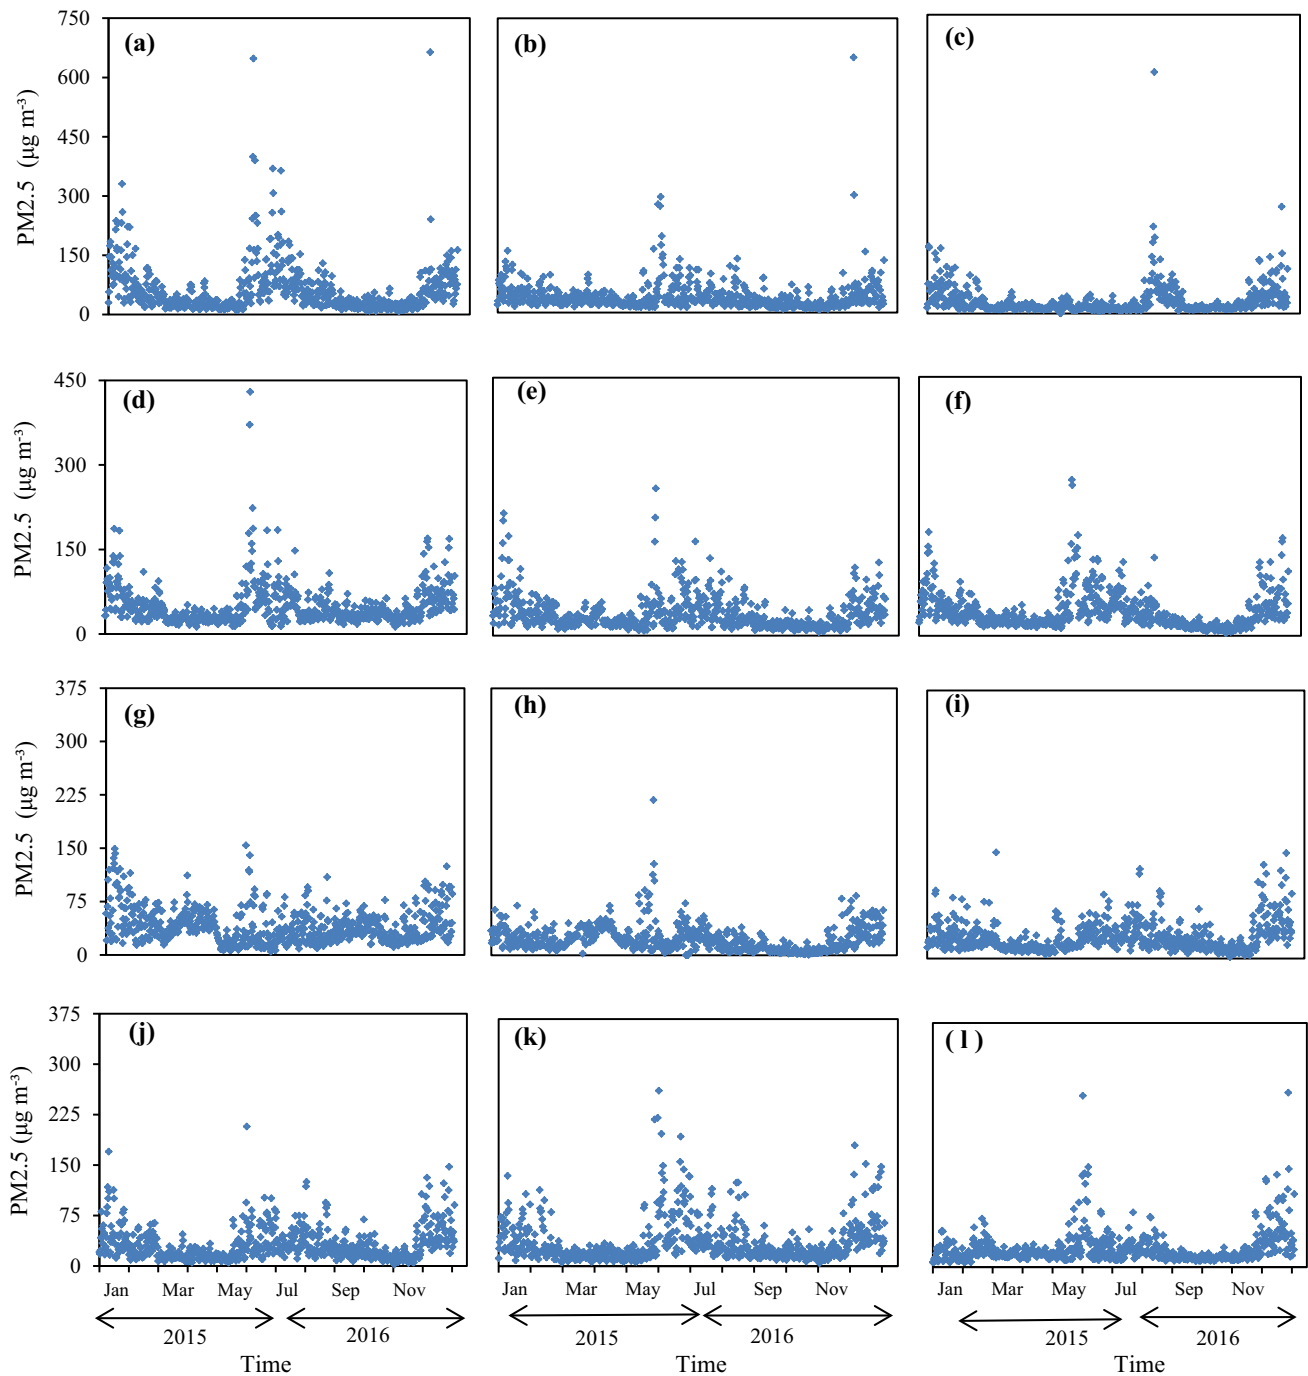 (a) (b) (c)
750
600
450
300
150
0
PM2.5 (µg m⁻³)
(d) (e) (f)
450
300
150
0
PM2.5 (µg m⁻³)
(g) (h) (i)
375
300
225
150
75
0
PM2.5 (µg m⁻³)
(j) (k) ( l )
375
300
225
150
75
0
PM2.5 (µg m⁻³)
Jan Mar May Jul Sep Nov Jan Mar May Jul Sep Nov Jan Mar May Jul Sep Nov
2015 2016 2015 2016 2015 2016
Time Time Time